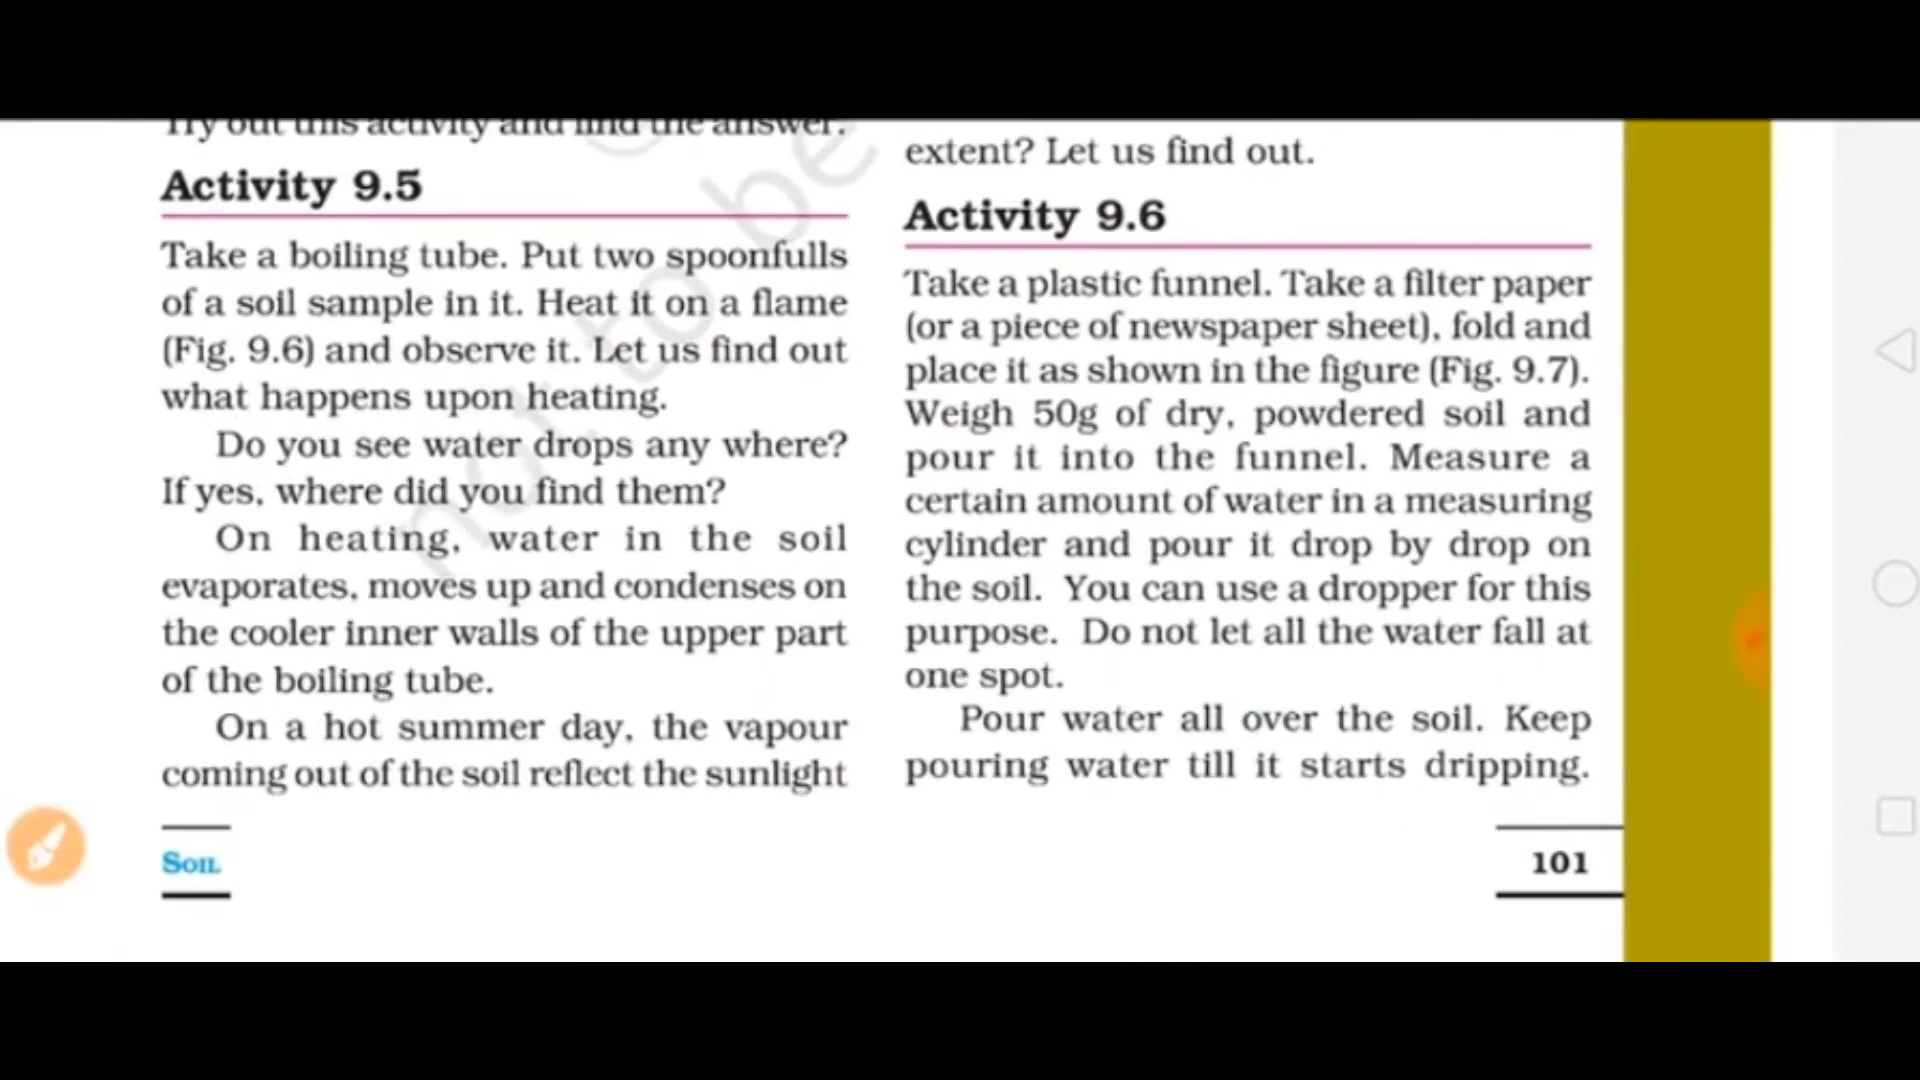 Try out this activity and find the answer.
Activity 9.5
Take a boiling tube. Put two spoonfulls
of a soil sample in it. Heat it on a flame
(Fig. 9.6) and observe it. Let us find out
what happens upon heating.
Do you see water drops any where?
If yes, where did you find them?
On heating, water in the soil
evaporates, moves up and condenses on
the cooler inner walls of the upper part
of the boiling tube.
On a hot summer day, the vapour
coming out of the soil reflect the sunlight
SOIL
extent? Let us find out.
Activity 9.6
Take a plastic funnel. Take a filter paper
(or a piece of newspaper sheet), fold and
place it as shown in the figure (Fig. 9.7).
Weigh 50g of dry, powdered soil and
pour it into the funnel. Measure a
certain amount of water in a measuring
cylinder and pour it drop by drop on
the soil. You can use a dropper for this
purpose. Do not let all the water fall at
one spot.
Pour water all over the soil. Keep
pouring water till it starts dripping.
101
not to be